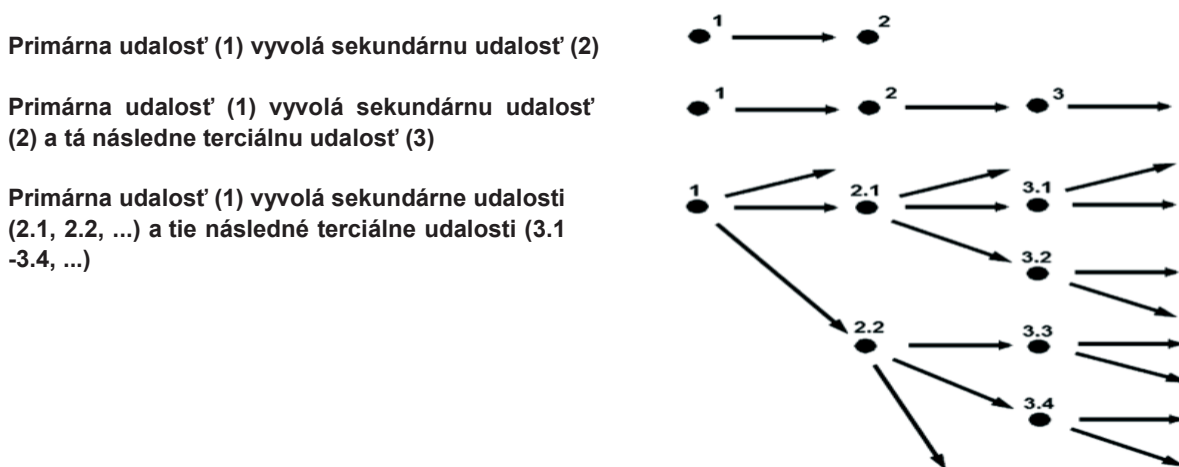 Primárna udalosť (1) vyvolá sekundárnu udalosť (2)
Primárna udalosť (1) vyvolá sekundárnu udalosť
(2) a tá následne terciálnu udalosť (3)
Primárna udalosť (1) vyvolá sekundárne udalosti
(2.1, 2.2, ...) a tie následné terciálne udalosti (3.1
-3.4, ...)
1 2
1 2 3
1 2.1 3.1
3.2
2.2 3.3
3.4